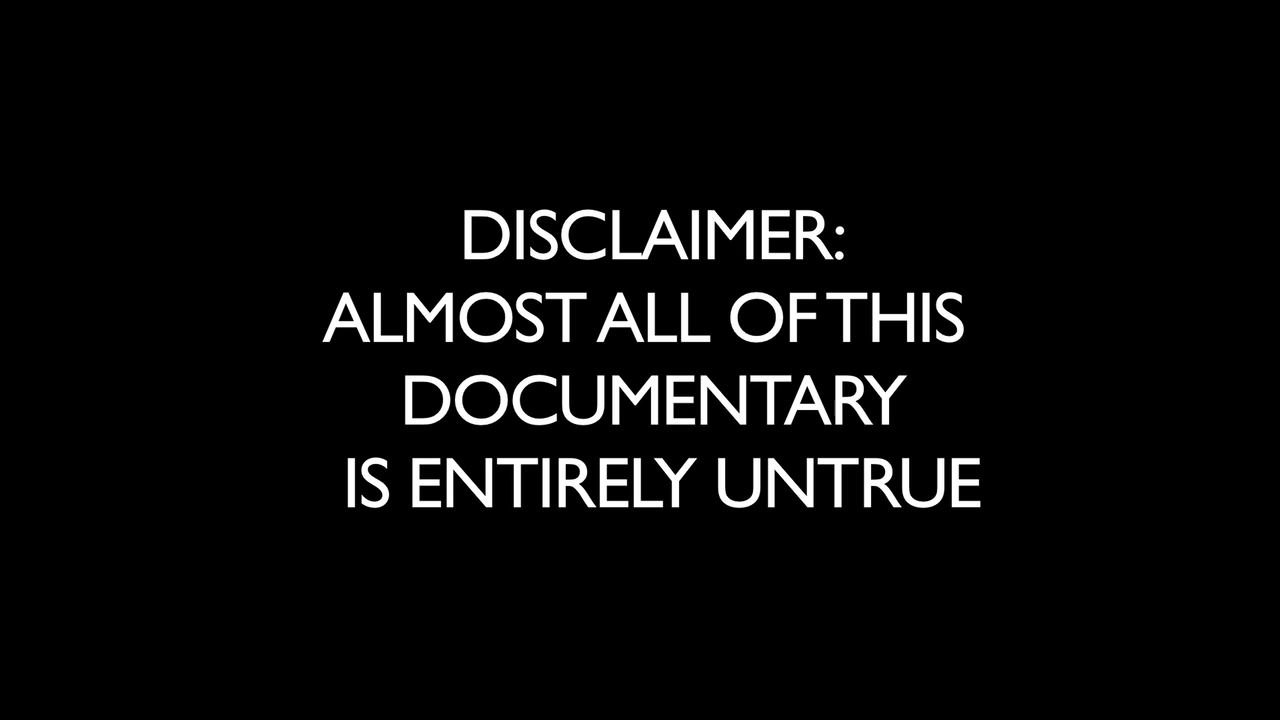 DISCLAIMER:
ALMOST ALL OF THIS
DOCUMENTARY
IS ENTIRELY UNTRUE